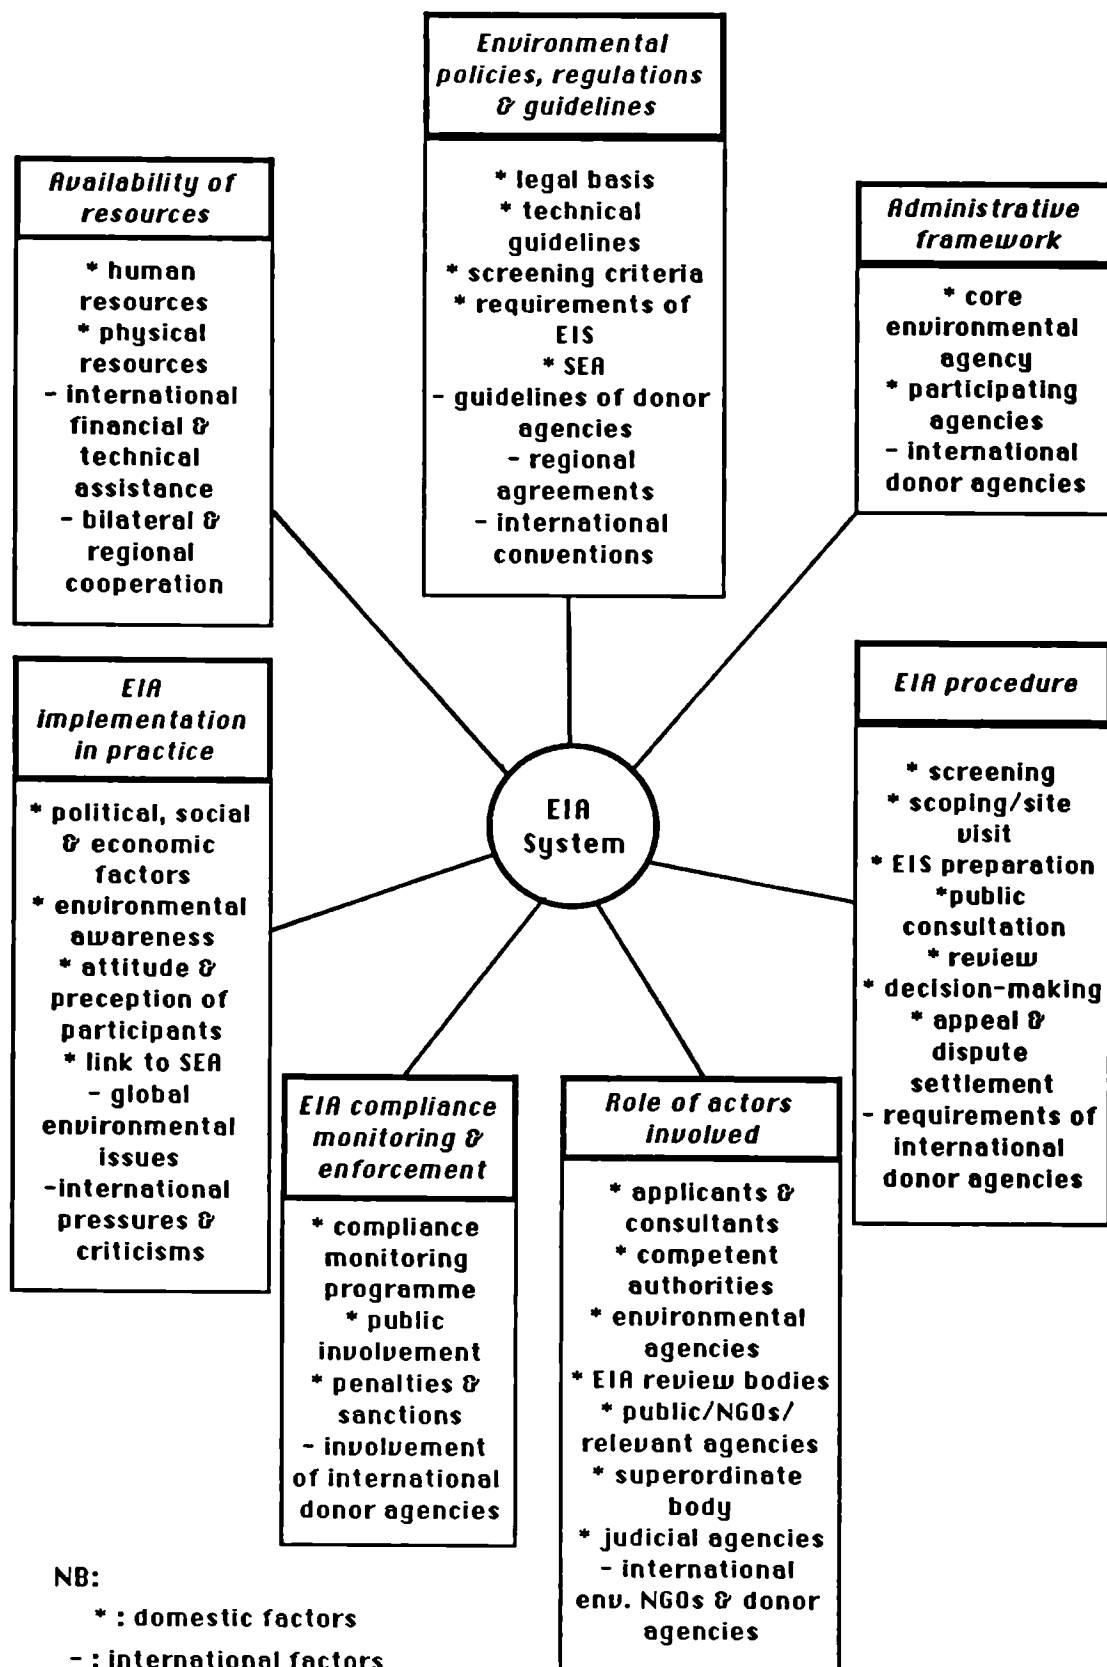 Environmental
policies, regulations
& guidelines
* legal basis
* technical
guidelines
* screening criteria
* requirements of
EIS
* SEA
- guidelines of donor
agencies
- regional
agreements
- international
conventions
Availability of
resources
* human
resources
* physical
resources
- international
financial &
technical
assistance
- bilateral &
regional
cooperation
Administrative
framework
* core
environmental
agency
* participating
agencies
- international
donor agencies
EIA
implementation
in practice
* political, social
& economic
factors
* environmental
awareness
* attitude &
preception of
participants
* link to SEA
- global
environmental
issues
-international
pressures &
criticisms
EIA
System
EIA procedure
* screening
* scoping/site
visit
* EIS preparation
*public
consultation
* review
* decision-making
* appeal &
dispute
settlement
- requirements of
international
donor agencies
EIA compliance
monitoring &
enforcement
* compliance
monitoring
programme
* public
involvement
* penalties &
sanctions
- involvement
of international
donor agencies
Role of actors
involved
* applicants &
consultants
* competent
authorities
* environmental
agencies
* EIA review bodies
* public/NGOs/
relevant agencies
* superordinate
body
* judicial agencies
- international
env. NGOs & donor
agencies
NB:
* : domestic factors
- : international factors